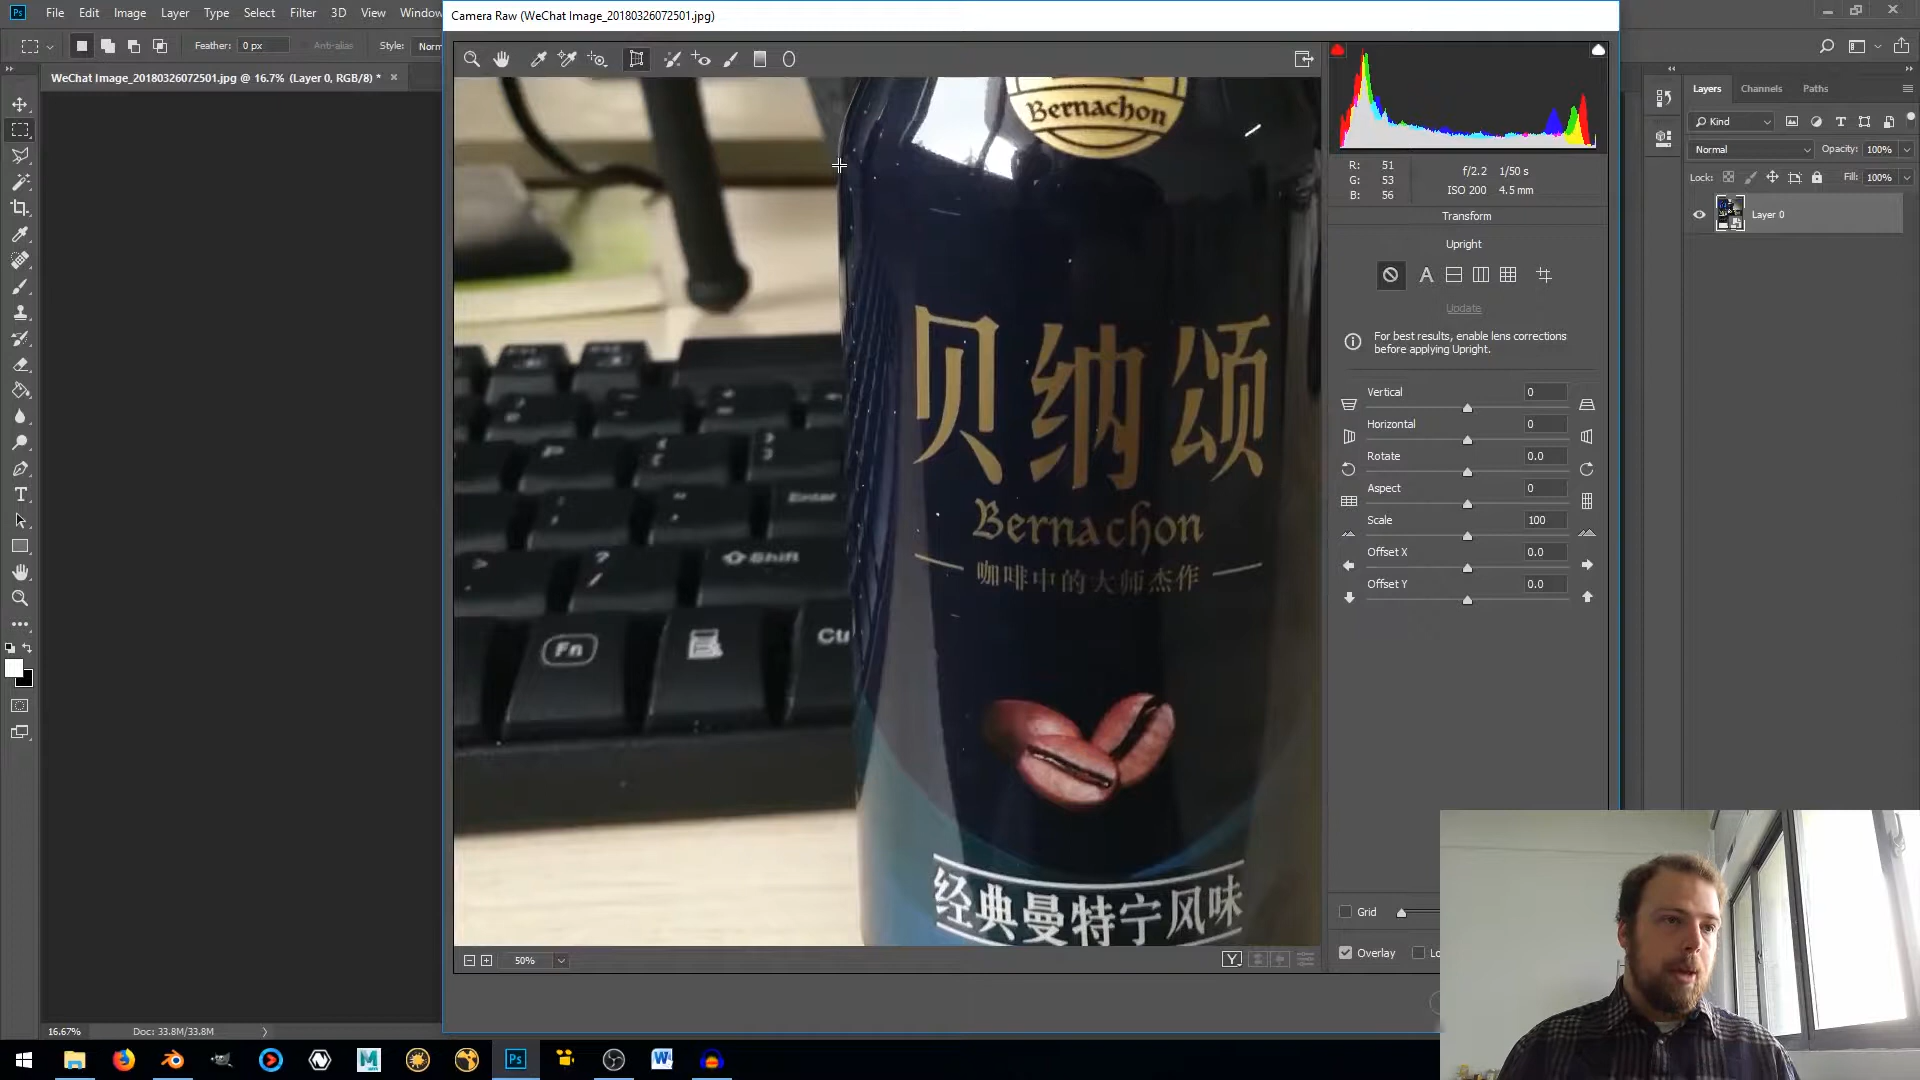 Camera Raw (WeChat Image_20180326072501.jpg)
File Edit Image Layer Type Select Filter 3D View Window
Feather: 0 px Anti-alias Style:
WeChat Image_20180326072501.jpg @ 16.7% (Layer 0, RGB/8) * ×
Bernachon
贝纳颂
Bernachon
咖啡中的大师杰作
经典曼特宁风味
Enter
Shift
Fn
?
R: 51
G: 53
B: 56
f/2.2 1/50 s
ISO 200 4.5 mm
Transform
Upright
A
Update
For best results, enable lens corrections
before applying Upright.
Vertical 0
Horizontal 0
Rotate 0.0
Aspect 0
Scale 100
Offset X 0.0
Offset Y 0.0
Grid
Overlay
50%
Y
Layers Channels Paths
Kind
Normal Opacity: 100%
Lock: Fill: 100%
Layer 0
16.67% Doc: 33.8M/33.8M
Ps